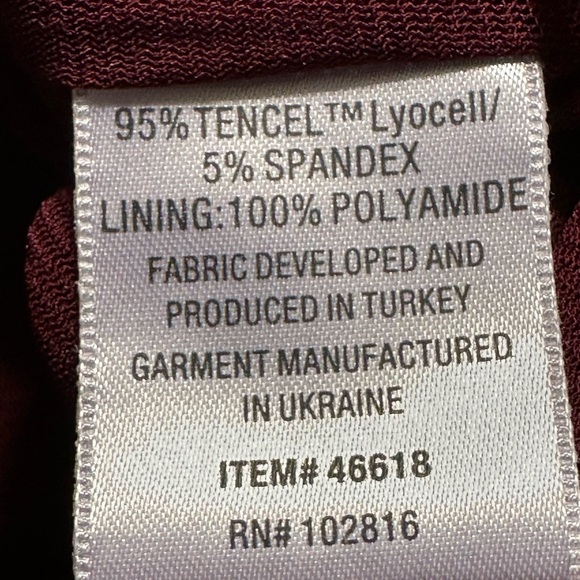 95% TENCEL™ Lyocell/
5% SPANDEX
LINING:100% POLYAMIDE
FABRIC DEVELOPED AND
PRODUCED IN TURKEY
GARMENT MANUFACTURED
IN UKRAINE
ITEM# 46618
RN# 102816